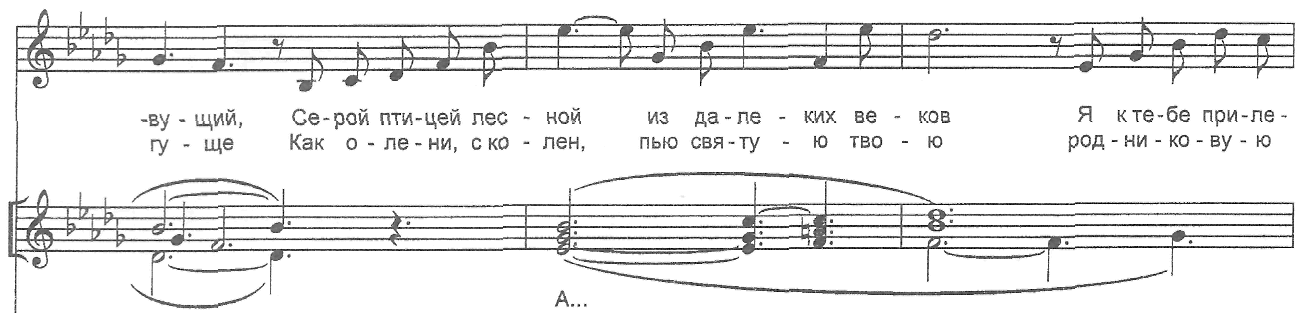 -ву - щий, Се-рой пти-цей лес - ной из да-ле - ких ве - ков Я к те-бе при-ле-
гу - ще Как о - ле-ни, с ко - лен, пью свя-ту - ю тво - ю род-ни - ко-ву-ю
А...